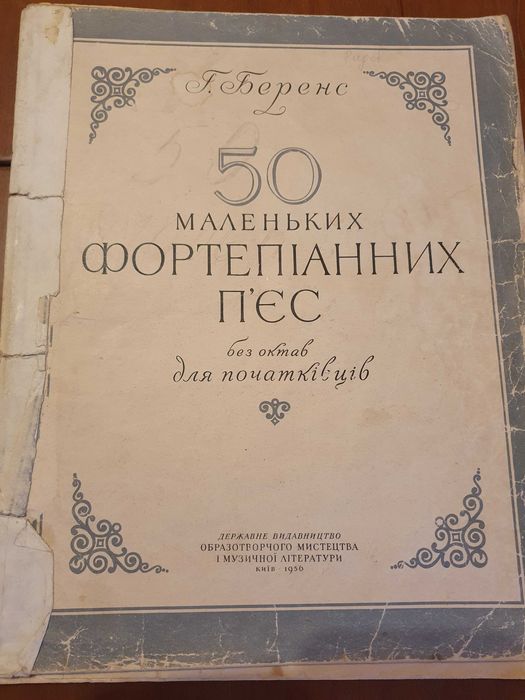 Г. Беренс
50
МАЛЕНЬКИХ
ФОРТЕПІАННИХ
П'ЄС
без октав
для початківців
ДЕРЖАВНЕ ВИДАВНИЦТВО
ОБРАЗОТВОРЧОГО МИСТЕЦТВА
І МУЗИЧНОЇ ЛІТЕРАТУРИ
КИЇВ 1956